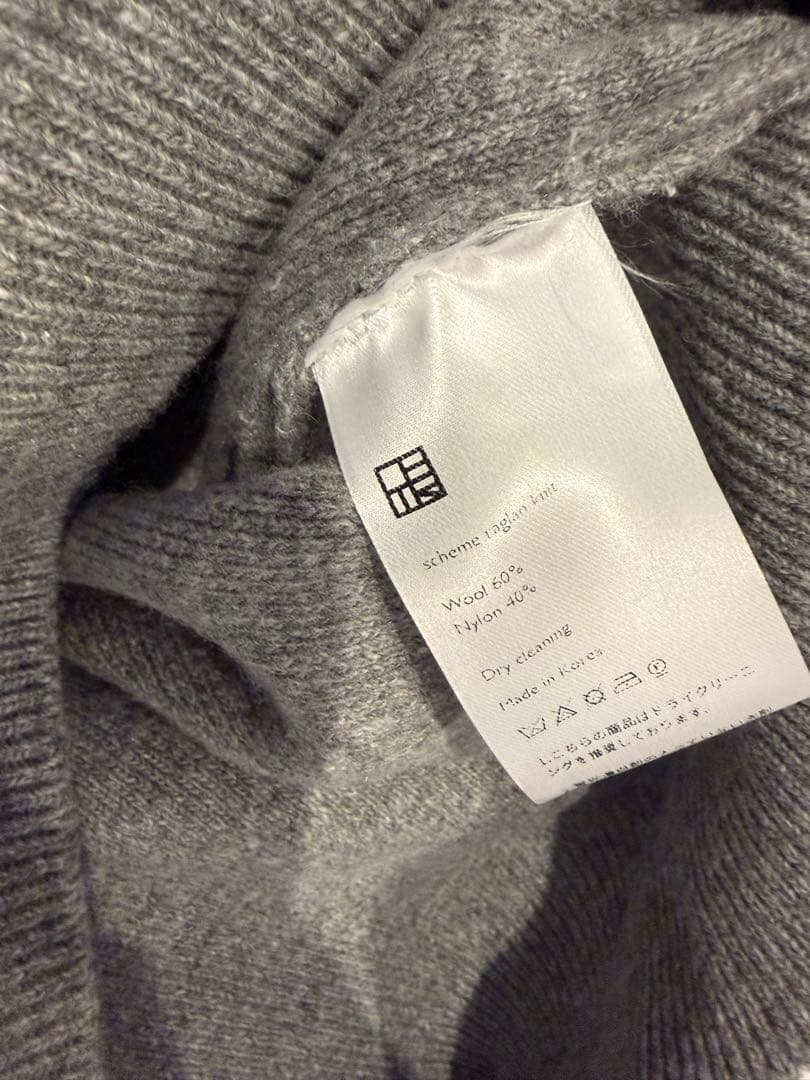 scheme raglan knit
Wool 60%
Nylon 40%
Dry cleaning
Made in Korea
1.こちらの商品はドライクリーニ
ングを推奨しております。